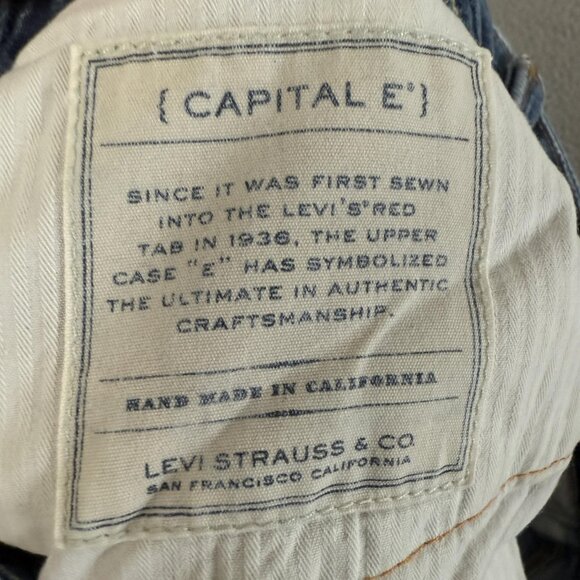 { CAPITAL E® }
SINCE IT WAS FIRST SEWN
INTO THE LEVI'S® RED
TAB IN 1936, THE UPPER
CASE "E" HAS SYMBOLIZED
THE ULTIMATE IN AUTHENTIC
CRAFTSMANSHIP.
HAND MADE IN CALIFORNIA
LEVI STRAUSS & CO
SAN FRANCISCO CALIFORNIA